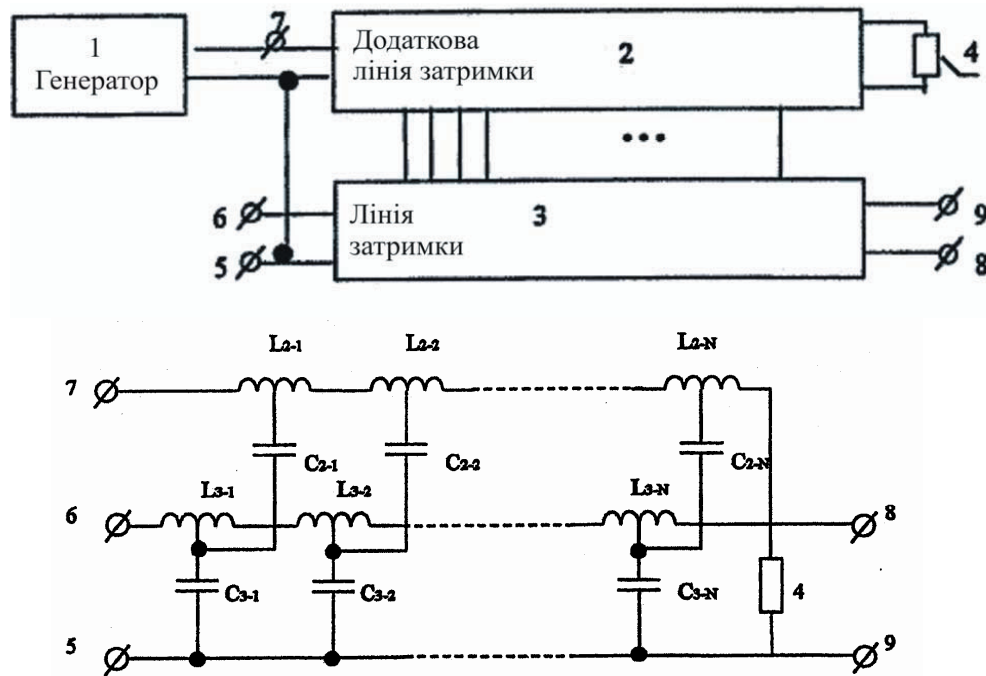 1
Генератор
7
Додаткова
лінія затримки
2
4
6
5
Лінія
затримки
3
9
8
L2-1
L2-2
L2-N
7
C2-1
C2-2
C2-N
L3-1
L3-2
L3-N
6
8
C3-1
C3-2
C3-N
4
5
9